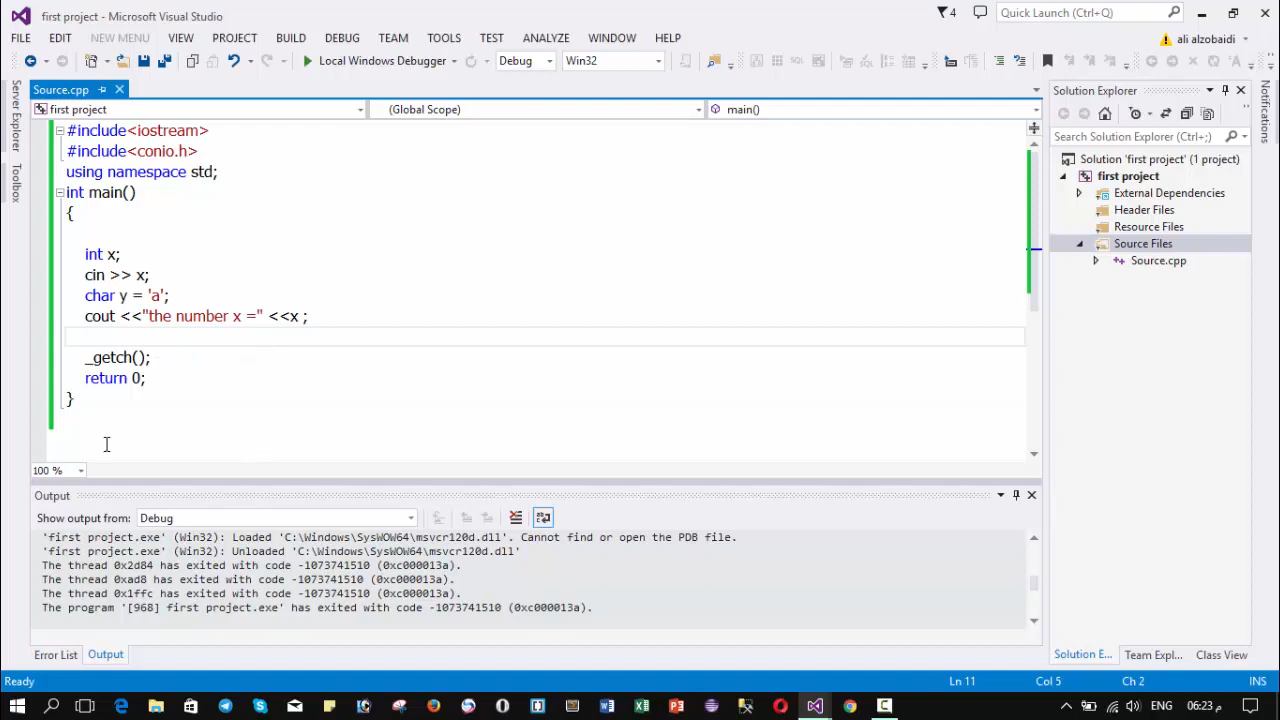 first project - Microsoft Visual Studio
4
Quick Launch (Ctrl+Q)
FILE EDIT NEW MENU VIEW PROJECT BUILD DEBUG TEAM TOOLS TEST ANALYZE WINDOW HELP
ali alzobaidi
Local Windows Debugger
Debug
Win32
Server Explorer
Toolbox
Source.cpp
first project
(Global Scope)
main()
#include<iostream>
#include<conio.h>
using namespace std;
int main()
{
int x;
cin >> x;
char y = 'a';
cout <<"the number x =" <<x ;
_getch();
return 0;
}
100 %
Output
Show output from: Debug
'first project.exe' (Win32): Loaded 'C:\Windows\SysWOW64\msvcr120d.dll'. Cannot find or open the PDB file.
'first project.exe' (Win32): Unloaded 'C:\Windows\SysWOW64\msvcr120d.dll'
The thread 0x2d84 has exited with code -1073741510 (0xc000013a).
The thread 0xad8 has exited with code -1073741510 (0xc000013a).
The thread 0x1ffc has exited with code -1073741510 (0xc000013a).
The program '[968] first project.exe' has exited with code -1073741510 (0xc000013a).
Error List Output
Solution Explorer
Search Solution Explorer (Ctrl+;)
Solution 'first project' (1 project)
first project
External Dependencies
Header Files
Resource Files
Source Files
Source.cpp
Solution E... Team Expl... Class View
Notifications
Ready
Ln 11
Col 5
Ch 2
INS
ENG
06:23 م